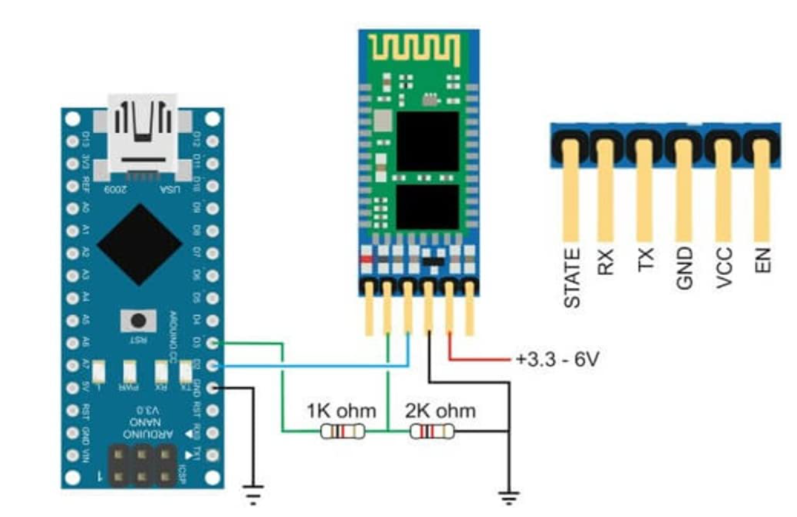 2009
USA
D13
3V3
REF
A0
A1
A2
A3
A4
A5
A6
A7
5V
RST
GND
VIN
D12
D11
D10
D9
D8
D7
D6
D5
D4
D3
D2
GND
RST
RX0
TX1
RST
ARDUINO.CC
L
PWR
RX
TX
ARDUINO
NANO
V3.0
1
ICSP
+3.3 - 6V
1K ohm
2K ohm
STATE
RX
TX
GND
VCC
EN